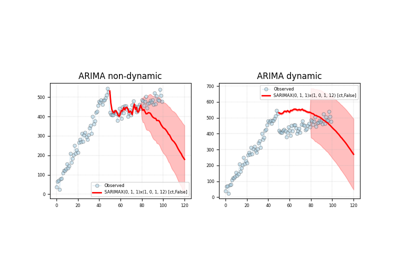 ARIMA non-dynamic
500
400
300
200
100
0
0 20 40 60 80 100 120
Observed
SARIMAX(0, 1, 1)x(1, 0, 1, 12) [ct,False]
ARIMA dynamic
700
600
500
400
300
200
100
0
0 20 40 60 80 100 120
Observed
SARIMAX(0, 1, 1)x(1, 0, 1, 12) [ct,False]